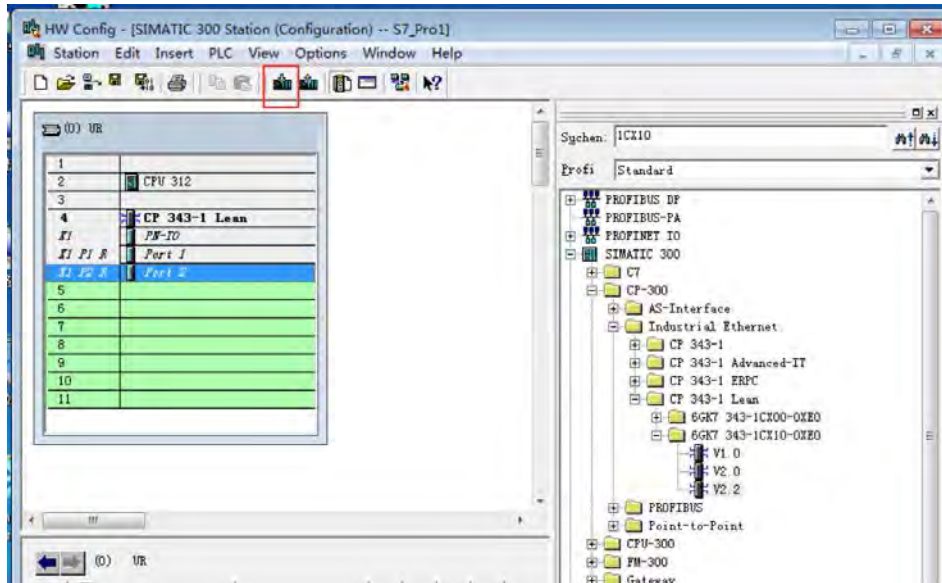 HW Config - [SIMATIC 300 Station (Configuration) -- S7_Pro1]
Station Edit Insert PLC View Options Window Help
(0) UR
1
2 CPU 312
3
4 CP 343-1 Lean
X1 PN-IO
X1 P1 R Port 1
X1 P2 R Port 2
5
6
7
8
9
10
11
(0) UR
Suchen: 1CX10
Profi Standard
PROFIBUS DP
PROFIBUS-PA
PROFINET IO
SIMATIC 300
C7
CP-300
AS-Interface
Industrial Ethernet
CP 343-1
CP 343-1 Advanced-IT
CP 343-1 ERPC
CP 343-1 Lean
6GK7 343-1CX00-0XE0
6GK7 343-1CX10-0XE0
V1.0
V2.0
V2.2
PROFIBUS
Point-to-Point
CPU-300
FM-300
Gateway